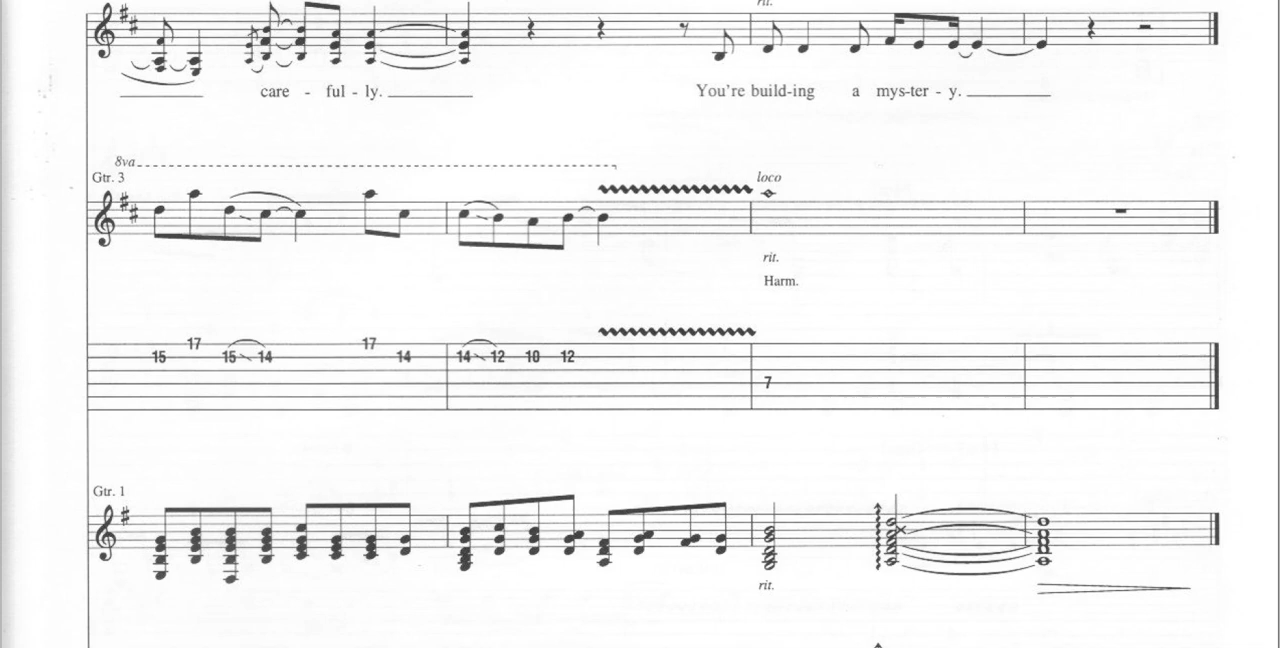 rit.
care - ful - ly. You're build-ing a mys-ter - y.
8va
Gtr. 3
loco
rit.
Harm.
17 17
15 15 14 14 14 12 10 12
7
Gtr. 1
rit.